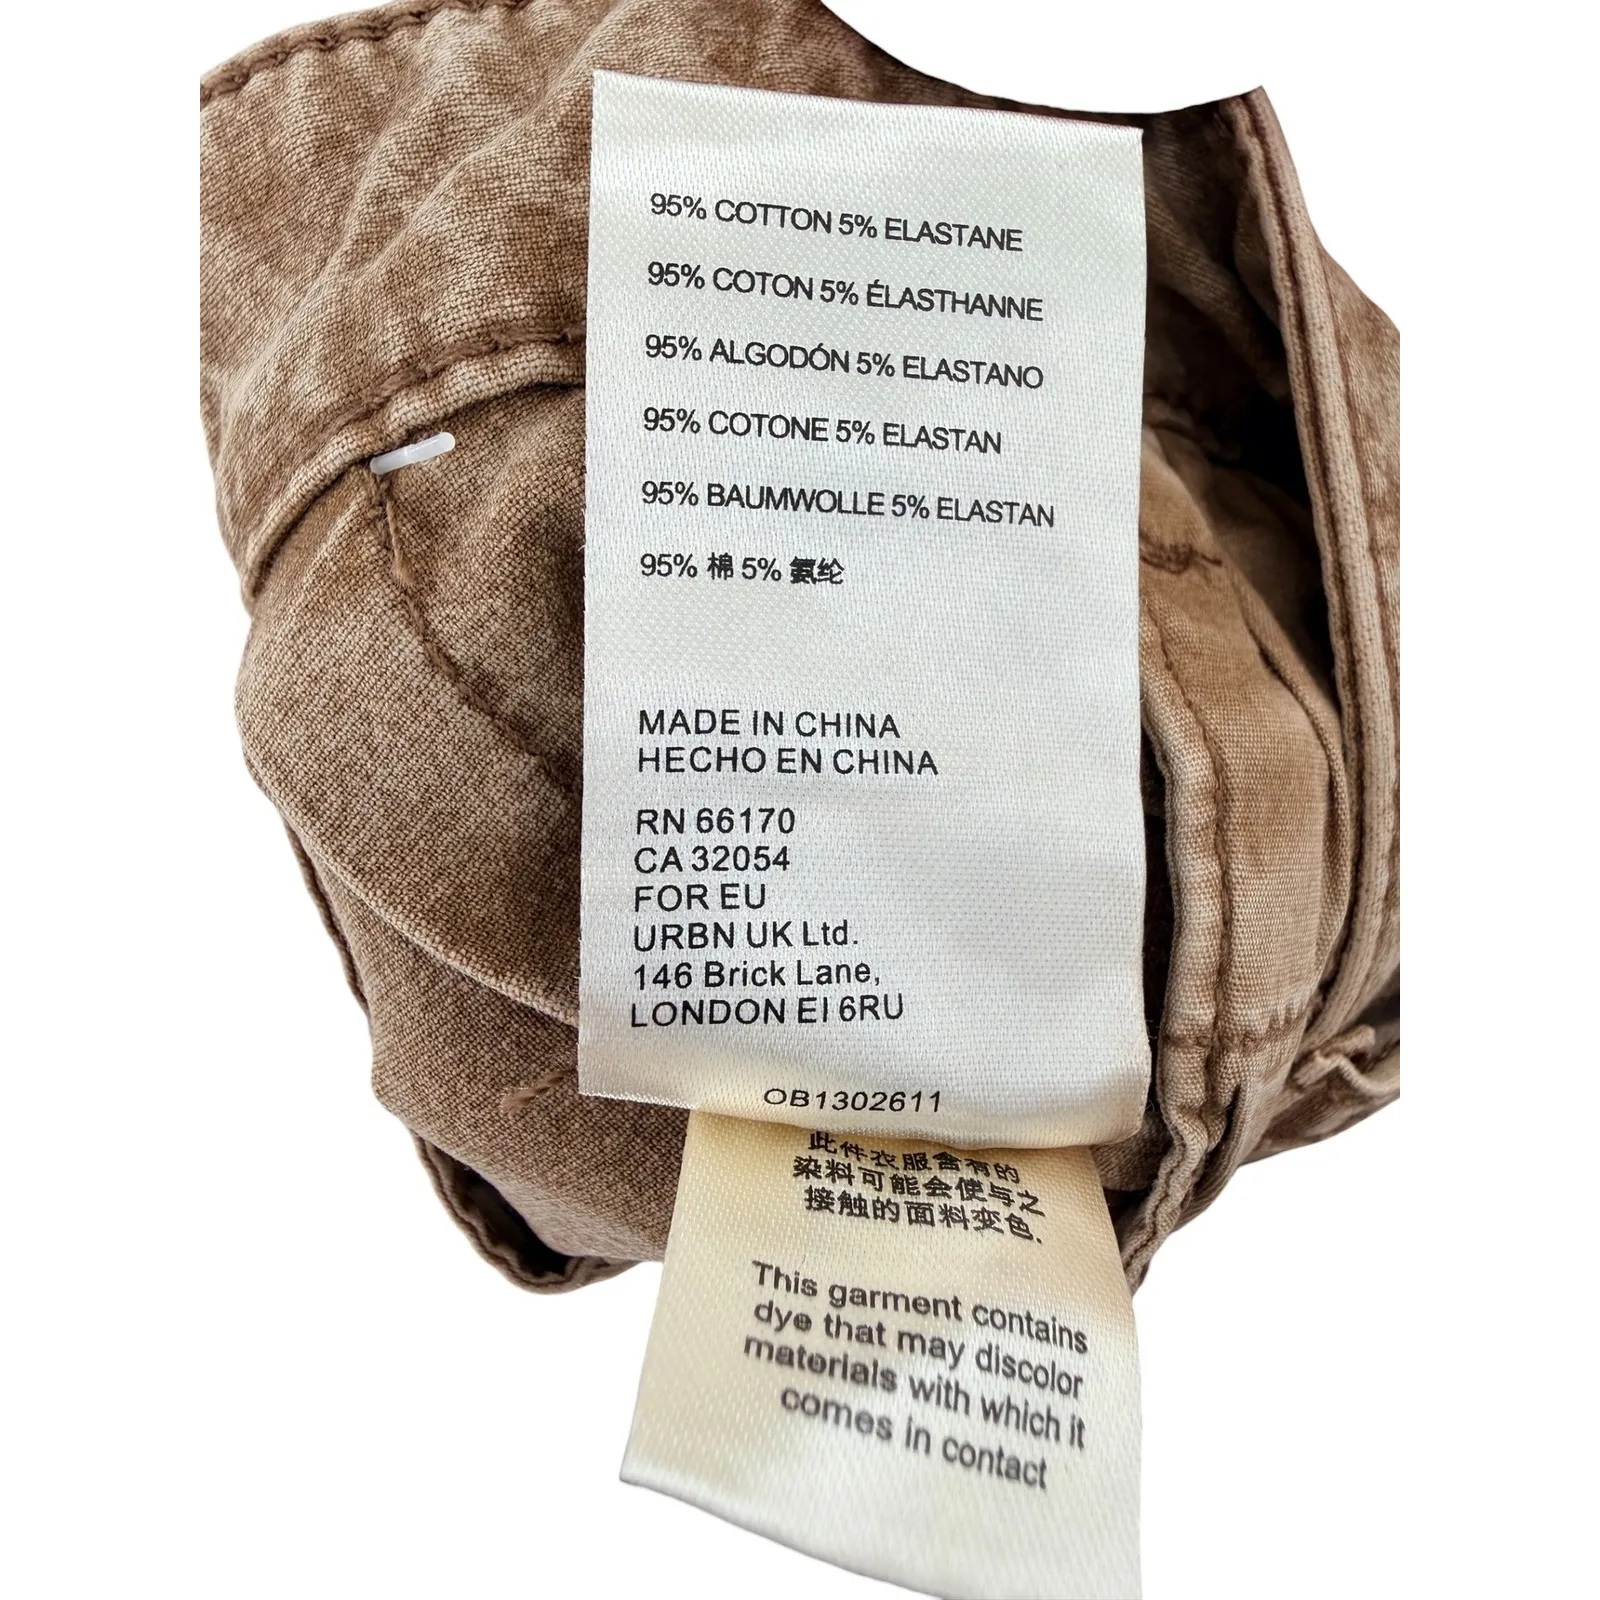 95% COTTON 5% ELASTANE
95% COTON 5% ÉLASTHANNE
95% ALGODÓN 5% ELASTANO
95% COTONE 5% ELASTAN
95% BAUMWOLLE 5% ELASTAN
95% 棉 5% 氨纶
MADE IN CHINA
HECHO EN CHINA
RN 66170
CA 32054
FOR EU
URBN UK Ltd.
146 Brick Lane,
LONDON EI 6RU
OB1302611
此件衣服含有的
染料可能会使与之
接触的面料变色.
This garment contains
dye that may discolor
materials with which it
comes in contact